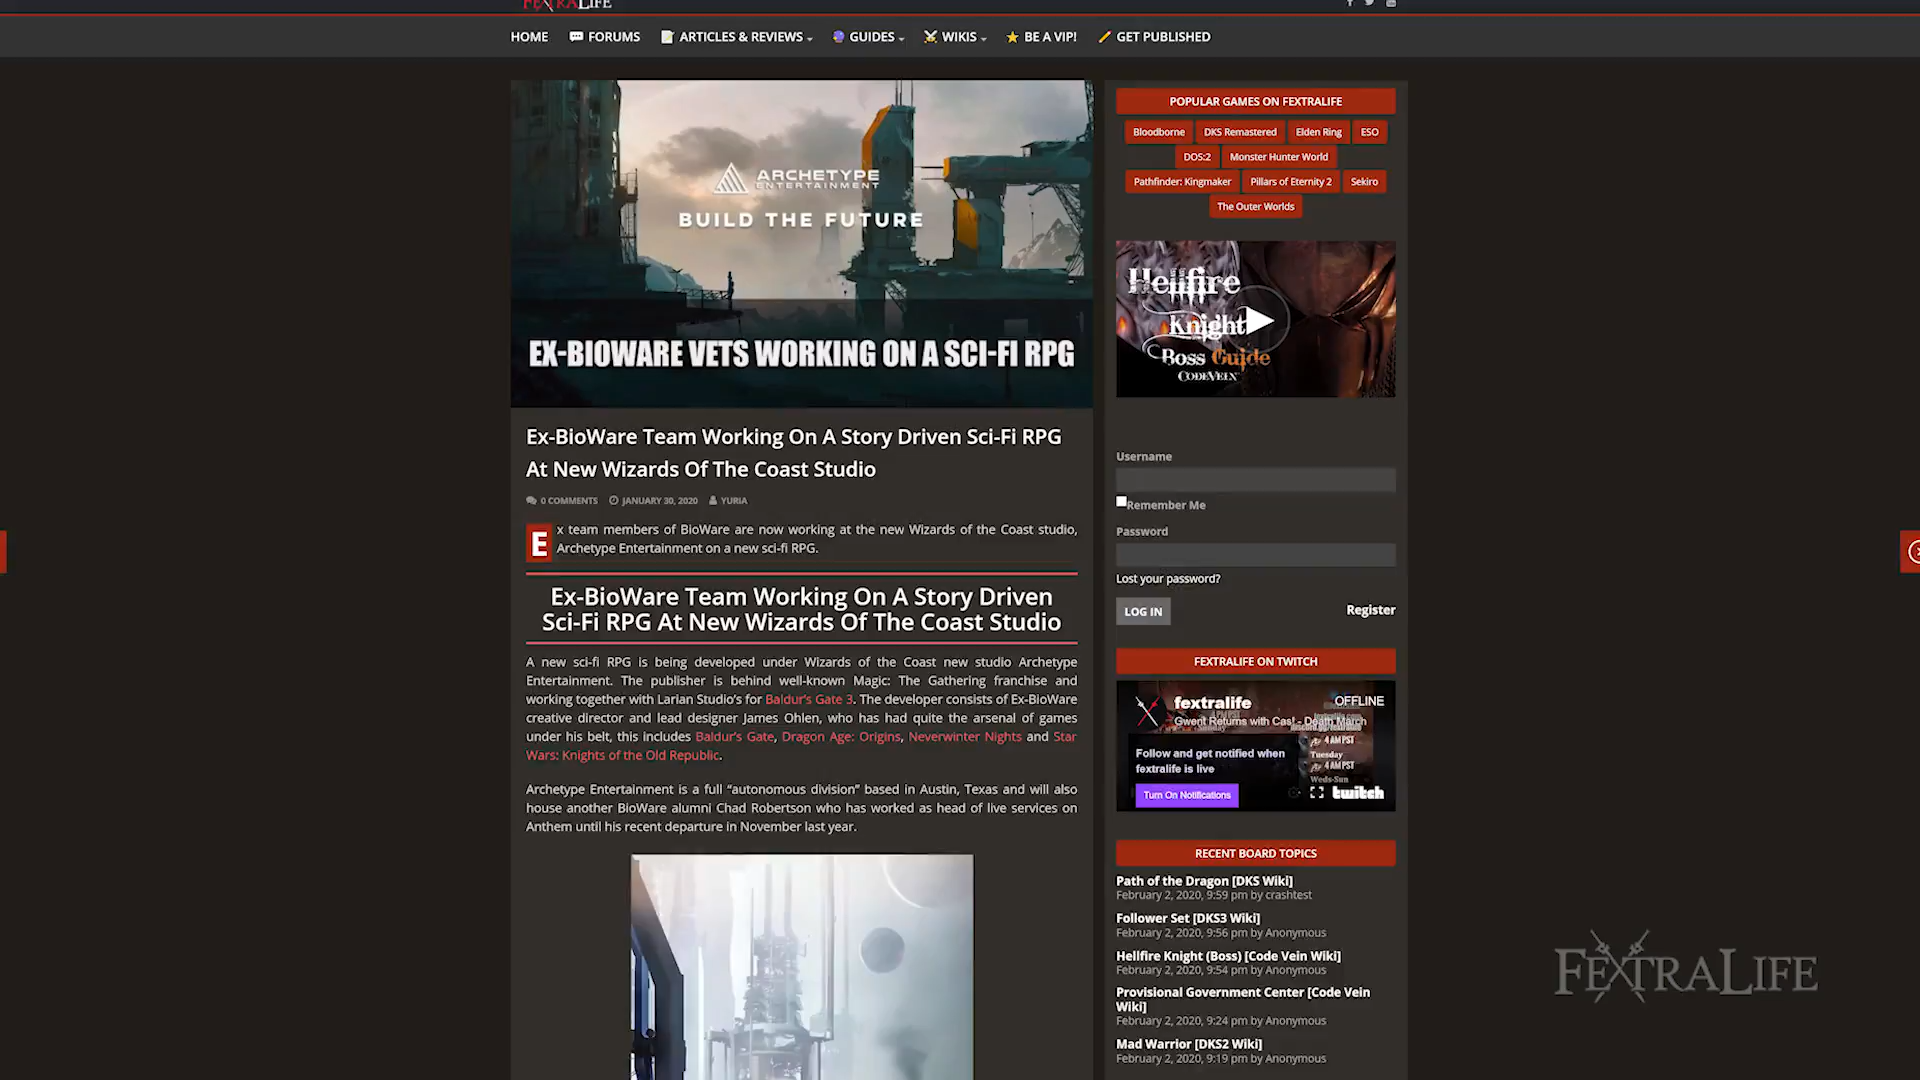 FEXTRALIFE
HOME
FORUMS
ARTICLES & REVIEWS
GUIDES
WIKIS
BE A VIP!
GET PUBLISHED
ARCHETYPE
ENTERTAINMENT
BUILD THE FUTURE
EX-BIOWARE VETS WORKING ON A SCI-FI RPG
Ex-BioWare Team Working On A Story Driven Sci-Fi RPG
At New Wizards Of The Coast Studio
0 COMMENTS JANUARY 30, 2020 YURIA
Ex team members of BioWare are now working at the new Wizards of the Coast studio,
Archetype Entertainment on a new sci-fi RPG.
Ex-BioWare Team Working On A Story Driven
Sci-Fi RPG At New Wizards Of The Coast Studio
A new sci-fi RPG is being developed under Wizards of the Coast new studio Archetype
Entertainment. The publisher is behind well-known Magic: The Gathering franchise and
working together with Larian Studio's for Baldur's Gate 3. The developer consists of Ex-BioWare
creative director and lead designer James Ohlen, who has had quite the arsenal of games
under his belt, this includes Baldur's Gate, Dragon Age: Origins, Neverwinter Nights and Star
Wars: Knights of the Old Republic.
Archetype Entertainment is a full “autonomous division” based in Austin, Texas and will also
house another BioWare alumni Chad Robertson who has worked as head of live services on
Anthem until his recent departure in November last year.
POPULAR GAMES ON FEXTRALIFE
Bloodborne
DKS Remastered
Elden Ring
ESO
DOS:2
Monster Hunter World
Pathfinder: Kingmaker
Pillars of Eternity 2
Sekiro
The Outer Worlds
Hellfire
Knight
Boss Guide
CODE VEIN
Username
Remember Me
Password
Lost your password?
LOG IN
Register
FEXTRALIFE ON TWITCH
fextralife
OFFLINE
Gwent Returns with Cas! - Death March
Follow and get notified when
fextralife is live
Turn On Notifications
4 AM PST
Tuesday
4 AM PST
Weds-Sun
twitch
RECENT BOARD TOPICS
Path of the Dragon [DKS Wiki]
February 2, 2020, 9:59 pm by crashtest
Follower Set [DKS3 Wiki]
February 2, 2020, 9:56 pm by Anonymous
Hellfire Knight (Boss) [Code Vein Wiki]
February 2, 2020, 9:54 pm by Anonymous
Provisional Government Center [Code Vein
Wiki]
February 2, 2020, 9:24 pm by Anonymous
Mad Warrior [DKS2 Wiki]
February 2, 2020, 9:19 pm by Anonymous
FEXTRALIFE